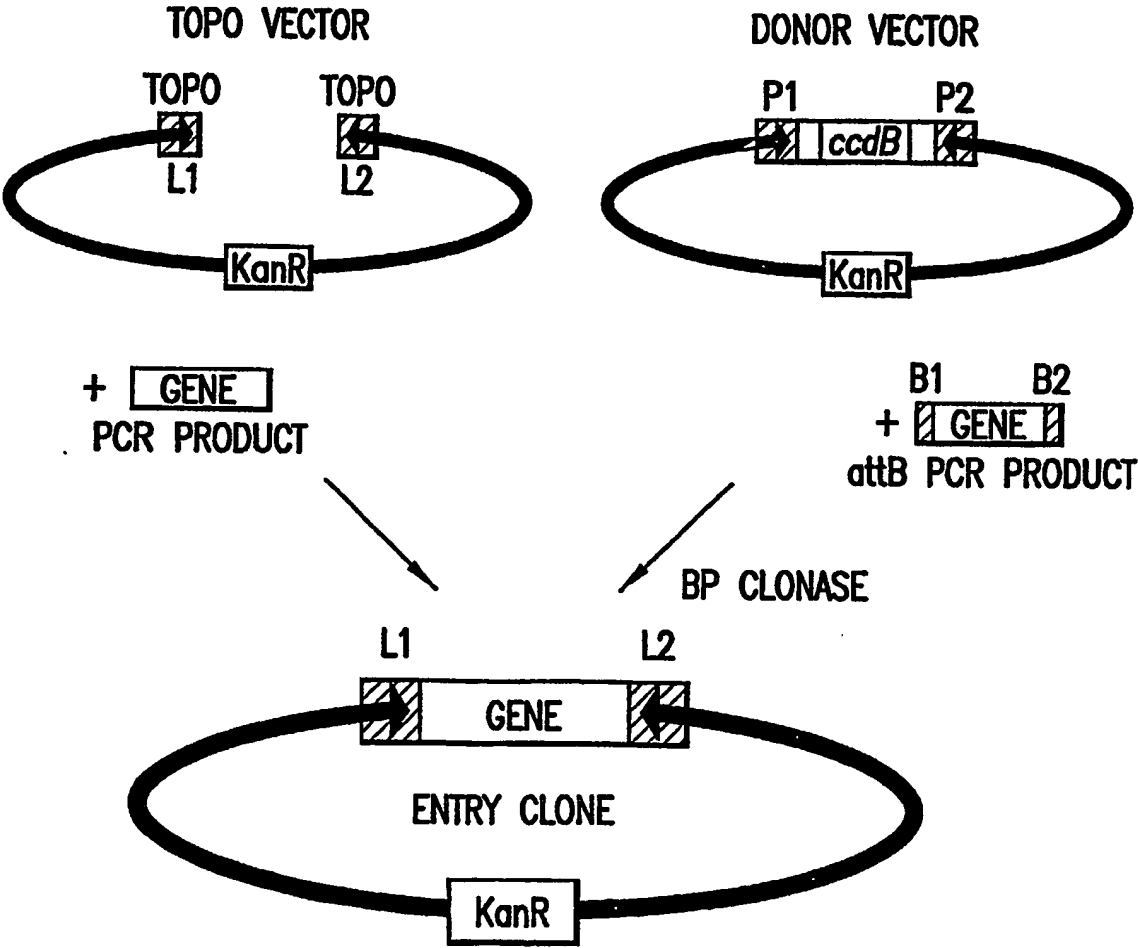 TOPO VECTOR
TOPO
TOPO
L1
L2
KanR
+ GENE
PCR PRODUCT
DONOR VECTOR
P1
P2
ccdB
KanR
B1
B2
+ GENE
attB PCR PRODUCT
BP CLONASE
L1
L2
GENE
ENTRY CLONE
KanR